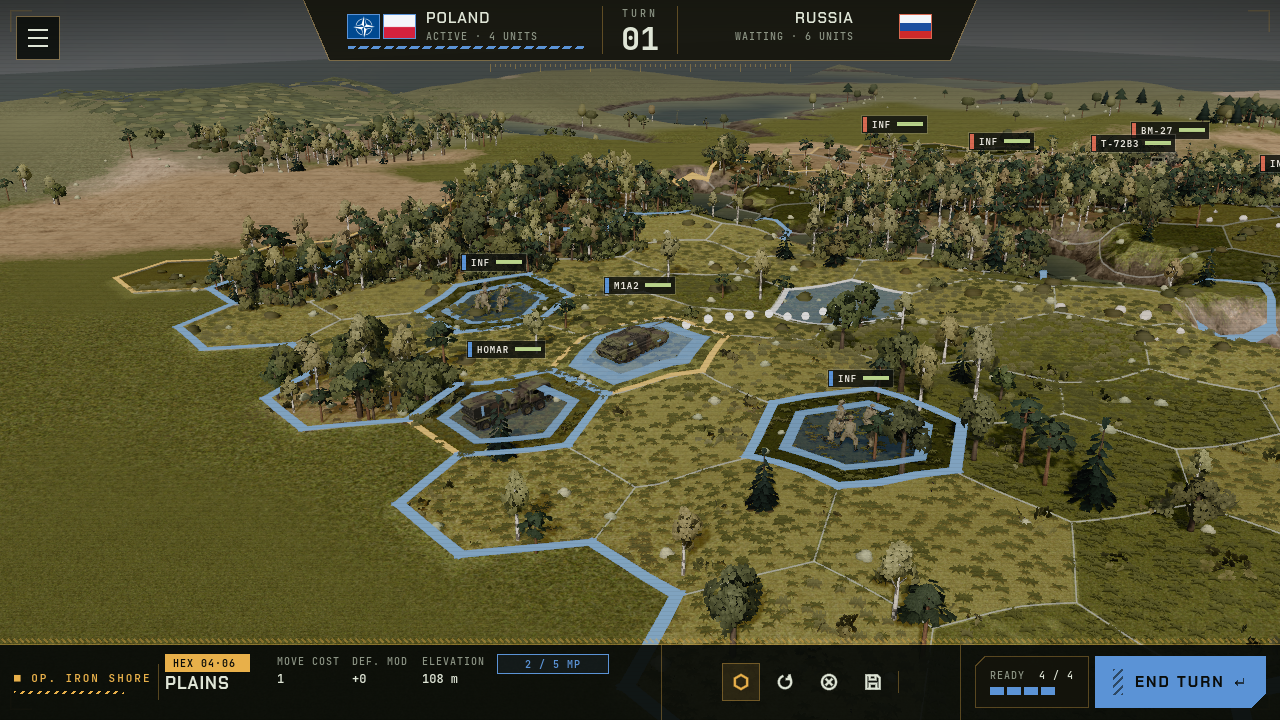 POLAND
ACTIVE · 4 UNITS
TURN
01
RUSSIA
WAITING · 6 UNITS
INF
BM-27
INF
T-72B3
INF
M1A2
HOMAR
INF
OP. IRON SHORE
HEX 04·06
PLAINS
MOVE COST
1
DEF. MOD
+0
ELEVATION
108 m
2 / 5 MP
READY 4 / 4
END TURN ↵